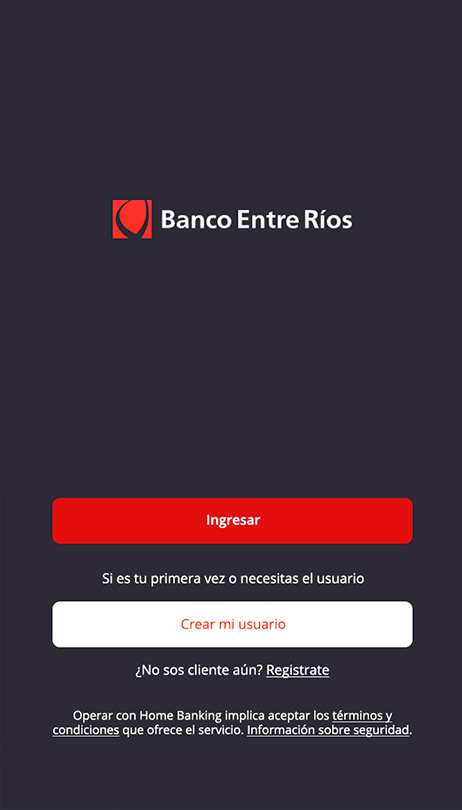 Banco Entre Ríos
Ingresar
Si es tu primera vez o necesitas el usuario
Crear mi usuario
¿No sos cliente aún? Registrate
Operar con Home Banking implica aceptar los términos y
condiciones que ofrece el servicio. Información sobre seguridad.